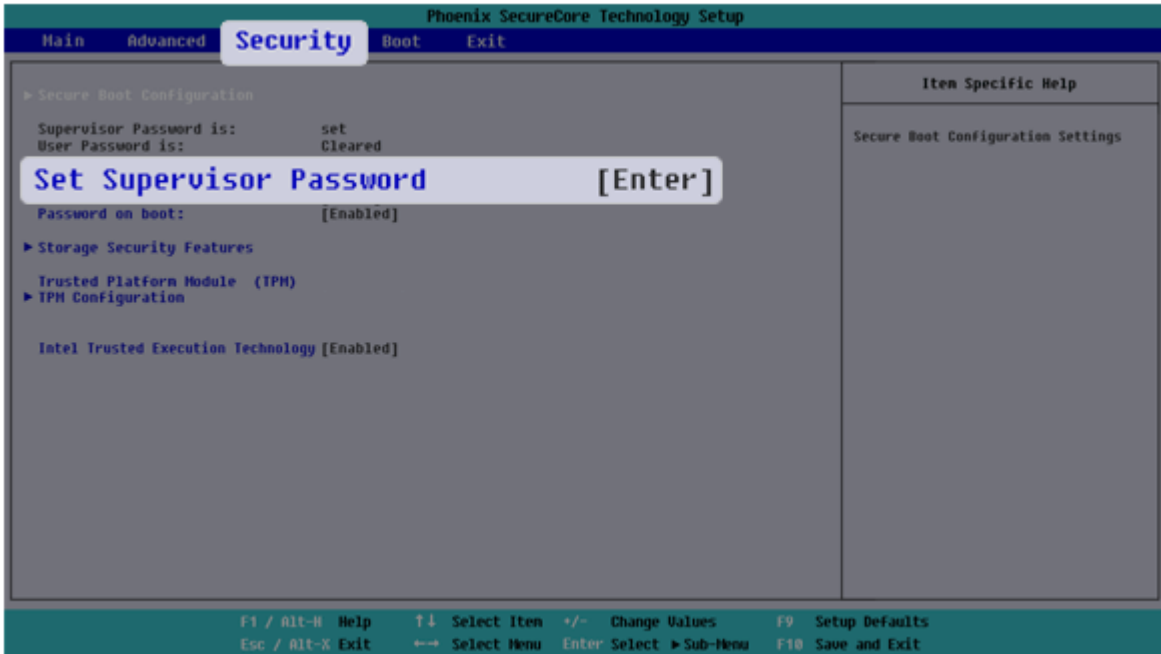 Phoenix SecureCore Technology Setup
Main Advanced Security Boot Exit
▶ Secure Boot Configuration
Item Specific Help
Supervisor Password is: set
Secure Boot Configuration Settings
User Password is: Cleared
Set Supervisor Password [Enter]
Password on boot: [Enabled]
▶ Storage Security Features
Trusted Platform Module (TPM)
▶ TPM Configuration
Intel Trusted Execution Technology [Enabled]
F1 / Alt-H Help ↑↓ Select Item +/- Change Values F9 Setup Defaults
Esc / Alt-X Exit ←→ Select Menu Enter Select ▶ Sub-Menu F10 Save and Exit